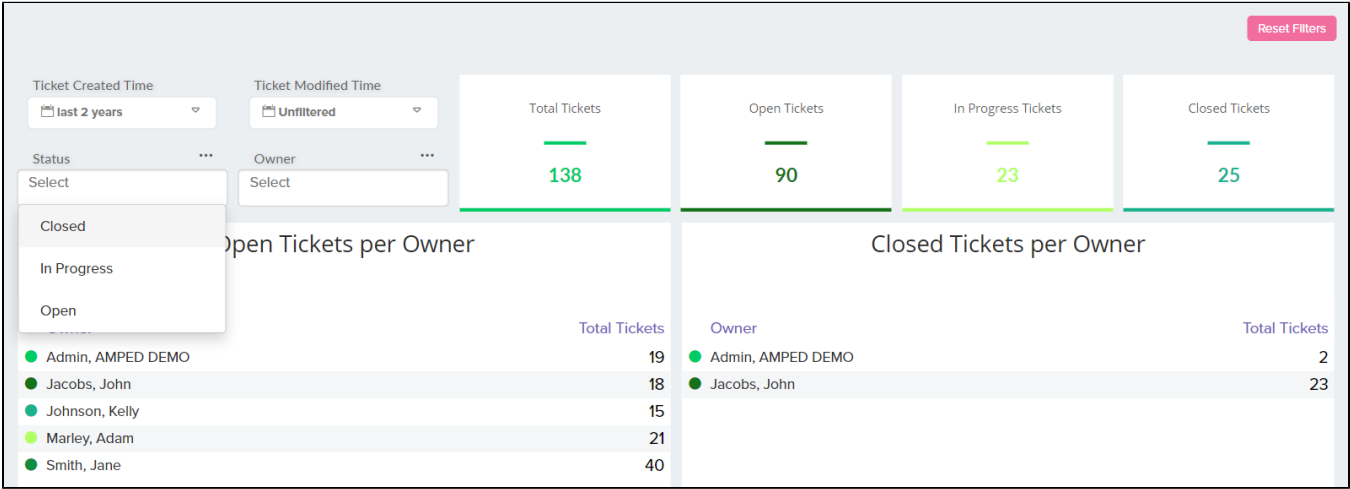 Reset Filters
Ticket Created Time
last 2 years
Ticket Modified Time
Unfiltered
Status
...
Select
Owner
...
Select
Closed
In Progress
Open
Total Tickets
138
Open Tickets
90
In Progress Tickets
23
Closed Tickets
25
Open Tickets per Owner
Owner Total Tickets
Admin, AMPED DEMO 19
Jacobs, John 18
Johnson, Kelly 15
Marley, Adam 21
Smith, Jane 40
Closed Tickets per Owner
Owner Total Tickets
Admin, AMPED DEMO 2
Jacobs, John 23